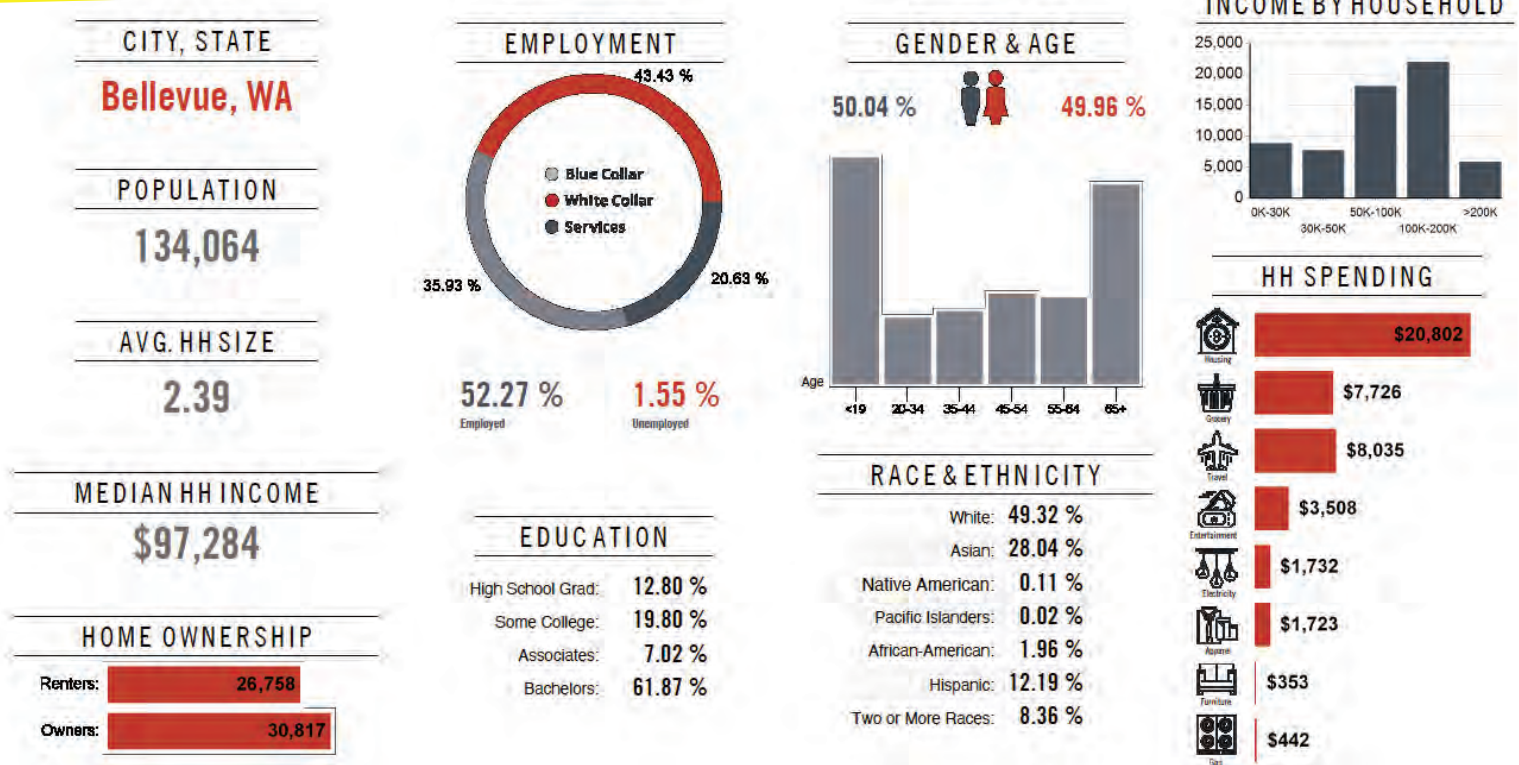 CITY, STATE
Bellevue, WA
POPULATION
134,064
AVG. HH SIZE
2.39
MEDIAN HH INCOME
$97,284
HOME OWNERSHIP
Renters: 26,758
Owners: 30,817
EMPLOYMENT
43.43 %
Blue Collar
White Collar
Services
35.93 %
20.63 %
52.27 % 1.55 %
Employed Unemployed
EDUCATION
High School Grad: 12.80 %
Some College: 19.80 %
Associates: 7.02 %
Bachelors: 61.87 %
GENDER & AGE
50.04 % 49.96 %
Age
<19 20-34 35-44 45-54 55-64 65+
RACE & ETHNICITY
White: 49.32 %
Asian: 28.04 %
Native American: 0.11 %
Pacific Islanders: 0.02 %
African-American: 1.96 %
Hispanic: 12.19 %
Two or More Races: 8.36 %
INCOME BY HOUSEHOLD
25,000
20,000
15,000
10,000
5,000
0
0K-30K 50K-100K >200K
30K-50K 100K-200K
HH SPENDING
$20,802
Housing
$7,726
Grocery
$8,035
Travel
$3,508
Entertainment
$1,732
Electricity
$1,723
Apparel
$353
Furniture
$442
Gas